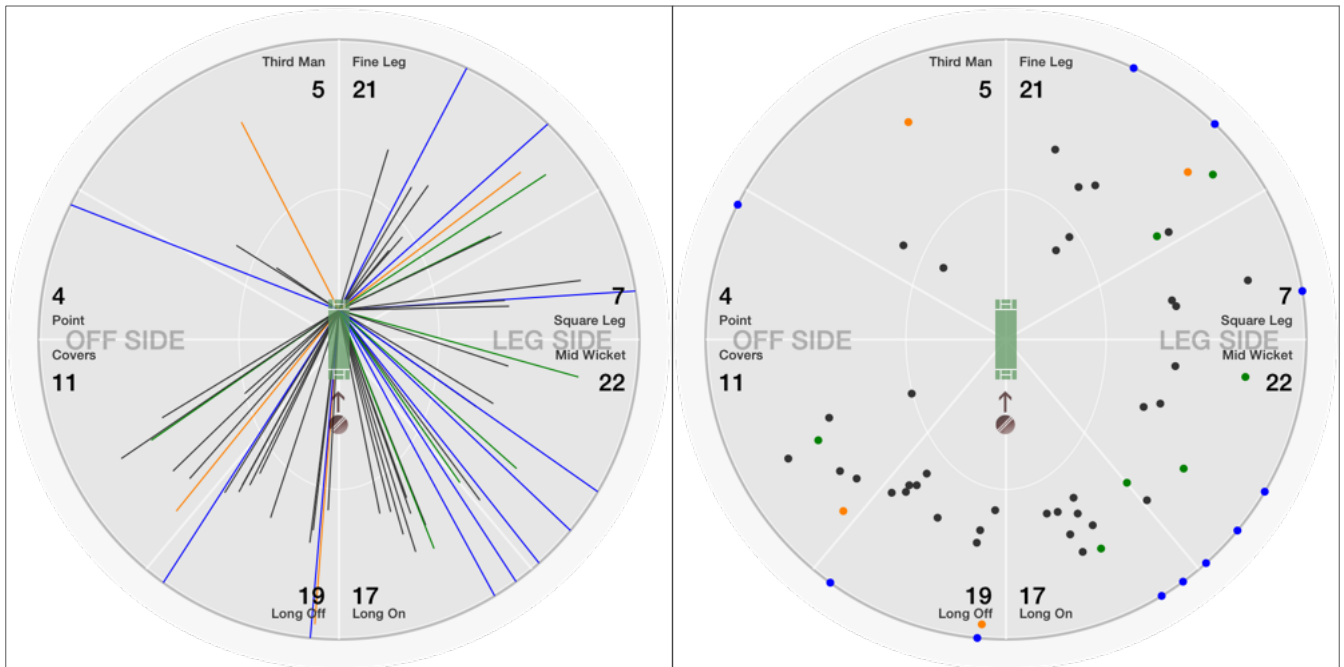 Third Man Fine Leg
5 21
4 7
Point Square Leg
OFF SIDE LEG SIDE
Covers Mid Wicket
11 22
19 17
Long Off Long On
Third Man Fine Leg
5 21
4 7
Point Square Leg
OFF SIDE LEG SIDE
Covers Mid Wicket
11 22
19 17
Long Off Long On